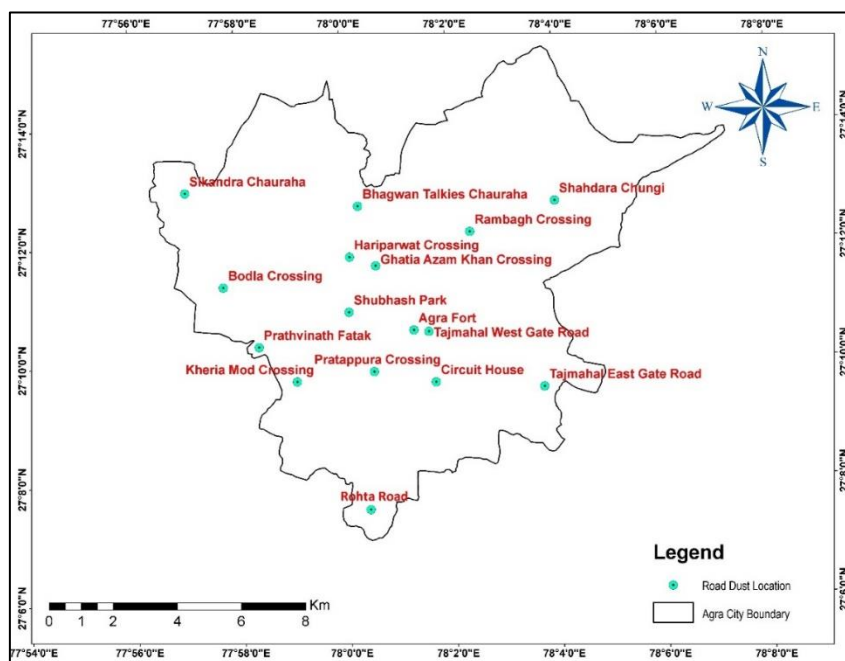 77°56'0"E 77°58'0"E 78°0'0"E 78°2'0"E 78°4'0"E 78°6'0"E 78°8'0"E
N
W E
S
27°14'0"N 27°14'0"N
Sikandra Chauraha
Bhagwan Talkies Chauraha
Shahdara Chungi
Rambagh Crossing
27°12'0"N 27°12'0"N
Hariparwat Crossing
Ghatia Azam Khan Crossing
Bodla Crossing
Shubhash Park
Agra Fort
Tajmahal West Gate Road
Prathvinath Fatak
27°10'0"N 27°10'0"N
Pratappura Crossing
Kheria Mod Crossing
Circuit House
Tajmahal East Gate Road
27°8'0"N 27°8'0"N
Rohta Road
Legend
Road Dust Location
Agra City Boundary
27°6'0"N 27°6'0"N
Km
0 1 2 4 6 8
77°54'0"E 77°56'0"E 77°58'0"E 78°0'0"E 78°2'0"E 78°4'0"E 78°6'0"E 78°8'0"E